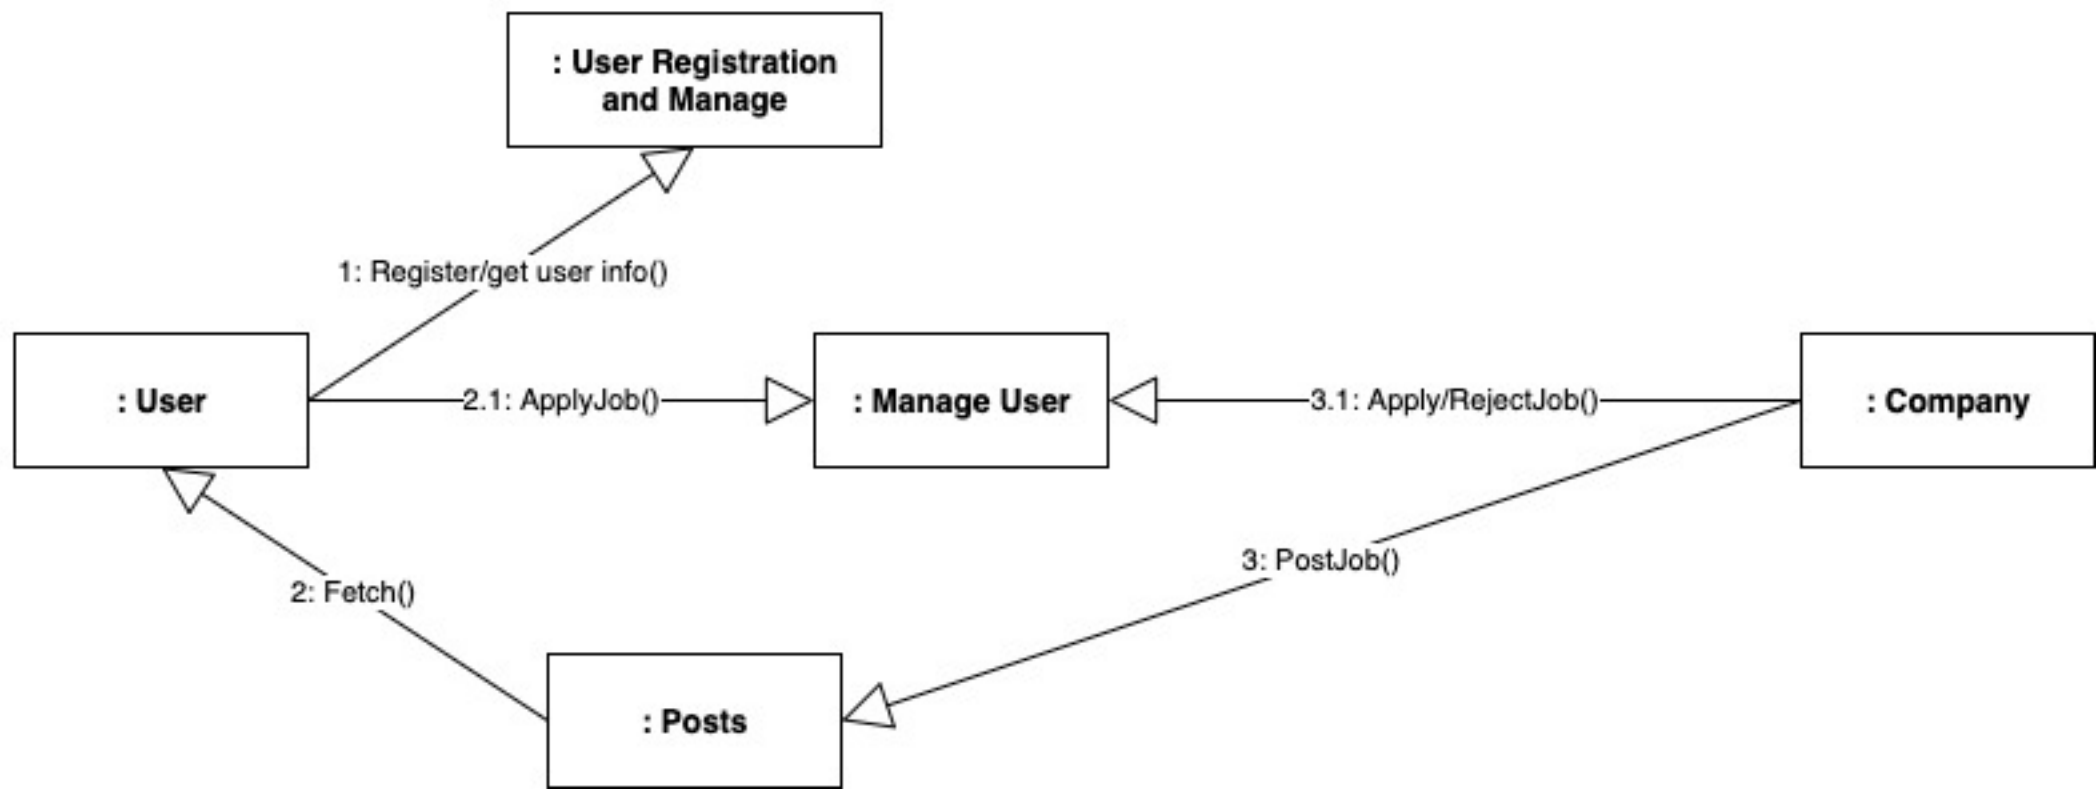 : User Registration
and Manage
1: Register/get user info()
: User
2.1: ApplyJob()
: Manage User
3.1: Apply/RejectJob()
: Company
3: PostJob()
2: Fetch()
: Posts